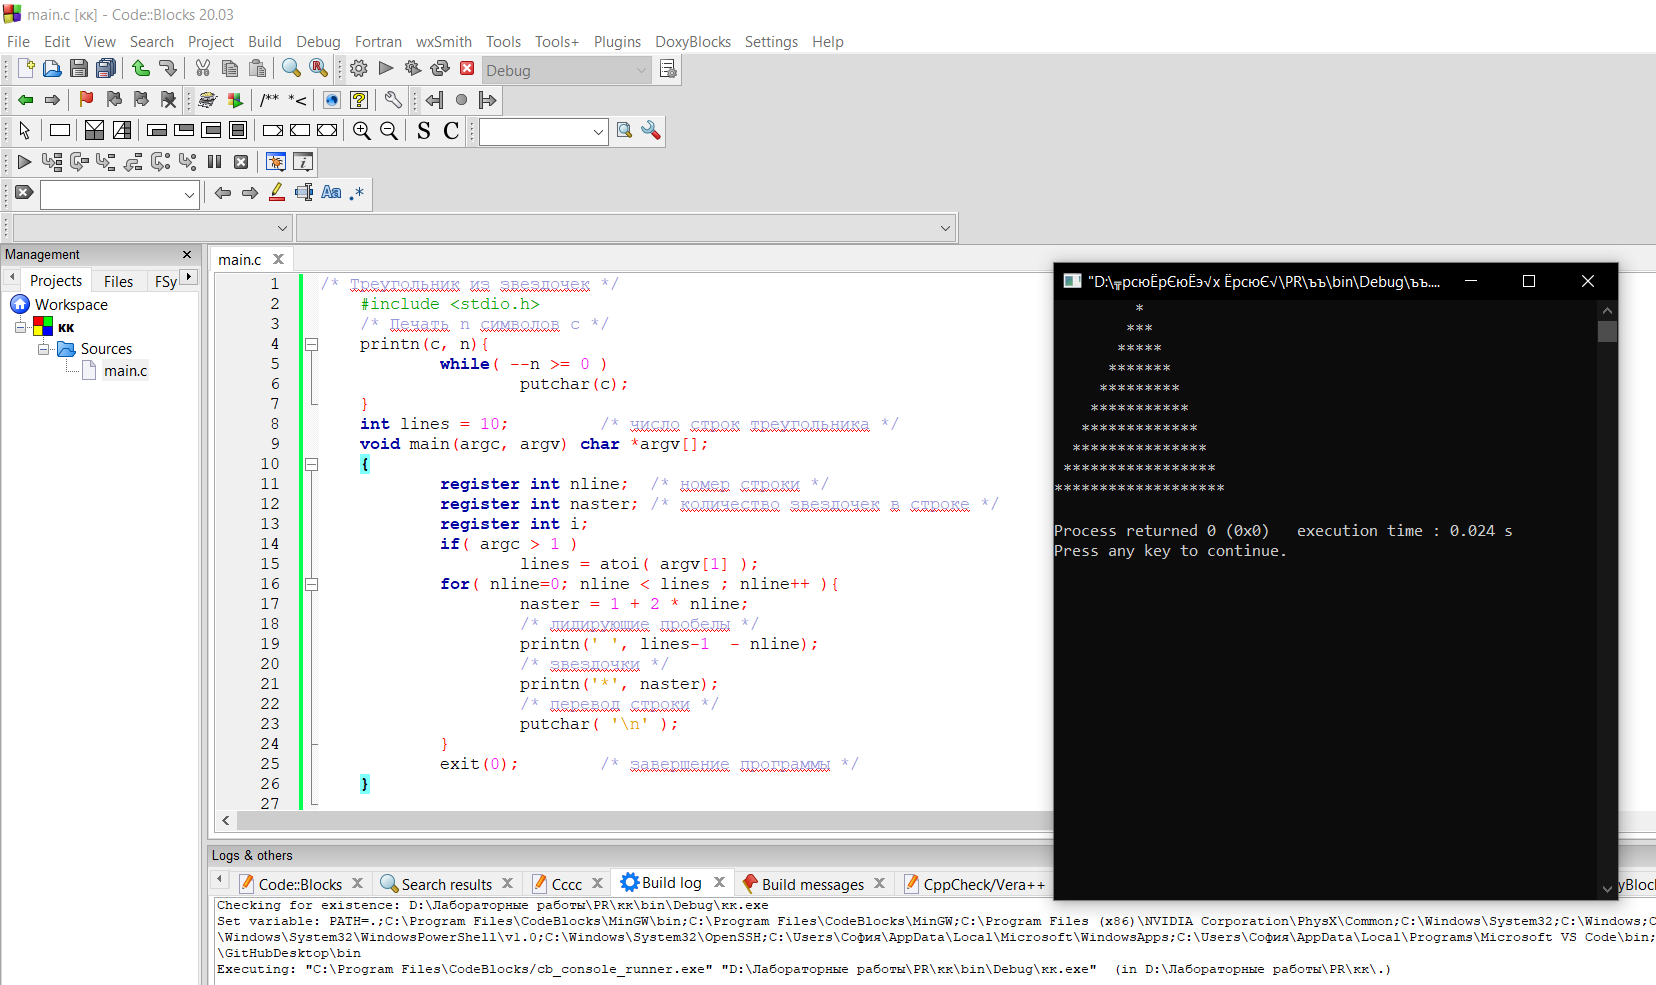 main.c [кк] - Code::Blocks 20.03
File Edit View Search Project Build Debug Fortran wxSmith Tools Tools+ Plugins DoxyBlocks Settings Help
Debug
/** *<
S C
Aa .*
Management
Projects Files FSy
Workspace
кк
Sources
main.c
main.c
1 /* Треугольник из звездочек */
2 #include <stdio.h>
3 /* Печать n символов c */
4 printn(c, n){
5 while( --n >= 0 )
6 putchar(c);
7 }
8 int lines = 10; /* число строк треугольника */
9 void main(argc, argv) char *argv[];
10 {
11 register int nline; /* номер строки */
12 register int naster; /* количество звездочек в строке */
13 register int i;
14 if( argc > 1 )
15 lines = atoi( argv[1] );
16 for( nline=0; nline < lines ; nline++ ){
17 naster = 1 + 2 * nline;
18 /* лидирующие пробелы */
19 printn(' ', lines-1  - nline);
20 /* звездочки */
21 printn('*', naster);
22 /* перевод строки */
23 putchar( '\n' );
24 }
25 exit(0); /* завершение программы */
26 }
27
"D:\╦рсюЁрЄюЁэ√х ЁрсюЄ√\PR\ъъ\bin\Debug\ъъ....
*
***
*****
*******
*********
***********
*************
***************
*****************
*******************
Process returned 0 (0x0)   execution time : 0.024 s
Press any key to continue.
Logs & others
Code::Blocks Search results Cccc Build log Build messages CppCheck/Vera++ yBloc
Checking for existence: D:\Лабораторные работы\PR\кк\bin\Debug\кк.exe
Set variable: PATH=.;C:\Program Files\CodeBlocks\MinGW\bin;C:\Program Files\CodeBlocks\MinGW;C:\Program Files (x86)\NVIDIA Corporation\PhysX\Common;C:\Windows\System32;C:\Windows;C
\Windows\System32\WindowsPowerShell\v1.0;C:\Windows\System32\OpenSSH;C:\Users\София\AppData\Local\Microsoft\WindowsApps;C:\Users\София\AppData\Local\Programs\Microsoft VS Code\bin;
\GitHubDesktop\bin
Executing: "C:\Program Files\CodeBlocks/cb_console_runner.exe" "D:\Лабораторные работы\PR\кк\bin\Debug\кк.exe"  (in D:\Лабораторные работы\PR\кк\.)